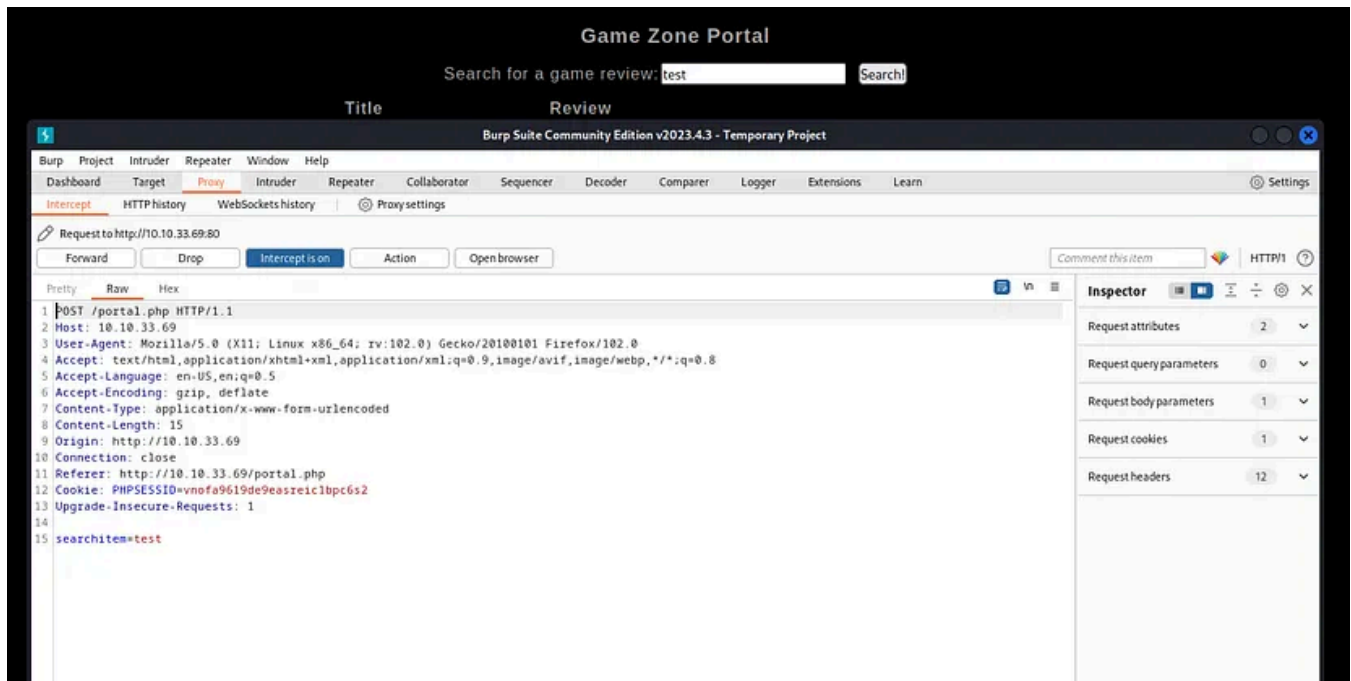 Game Zone Portal
Search for a game review: test Search!
Title Review
Burp Suite Community Edition v2023.4.3 - Temporary Project
Burp Project Intruder Repeater Window Help
Dashboard Target Proxy Intruder Repeater Collaborator Sequencer Decoder Comparer Logger Extensions Learn Settings
Intercept HTTP history WebSockets history Proxy settings
Request to http://10.10.33.69:80
Forward Drop Intercept is on Action Open browser Comment this item HTTP/1 ?
Pretty Raw Hex \n Inspector
1 POST /portal.php HTTP/1.1
2 Host: 10.10.33.69
3 User-Agent: Mozilla/5.0 (X11; Linux x86_64; rv:102.0) Gecko/20100101 Firefox/102.0
4 Accept: text/html,application/xhtml+xml,application/xml;q=0.9,image/avif,image/webp,*/*;q=0.8
5 Accept-Language: en-US,en;q=0.5
6 Accept-Encoding: gzip, deflate
7 Content-Type: application/x-www-form-urlencoded
8 Content-Length: 15
9 Origin: http://10.10.33.69
10 Connection: close
11 Referer: http://10.10.33.69/portal.php
12 Cookie: PHPSESSID=vnofa9619de9easreic1bpc6s2
13 Upgrade-Insecure-Requests: 1
14
15 searchitem=test
Request attributes 2
Request query parameters 0
Request body parameters 1
Request cookies 1
Request headers 12